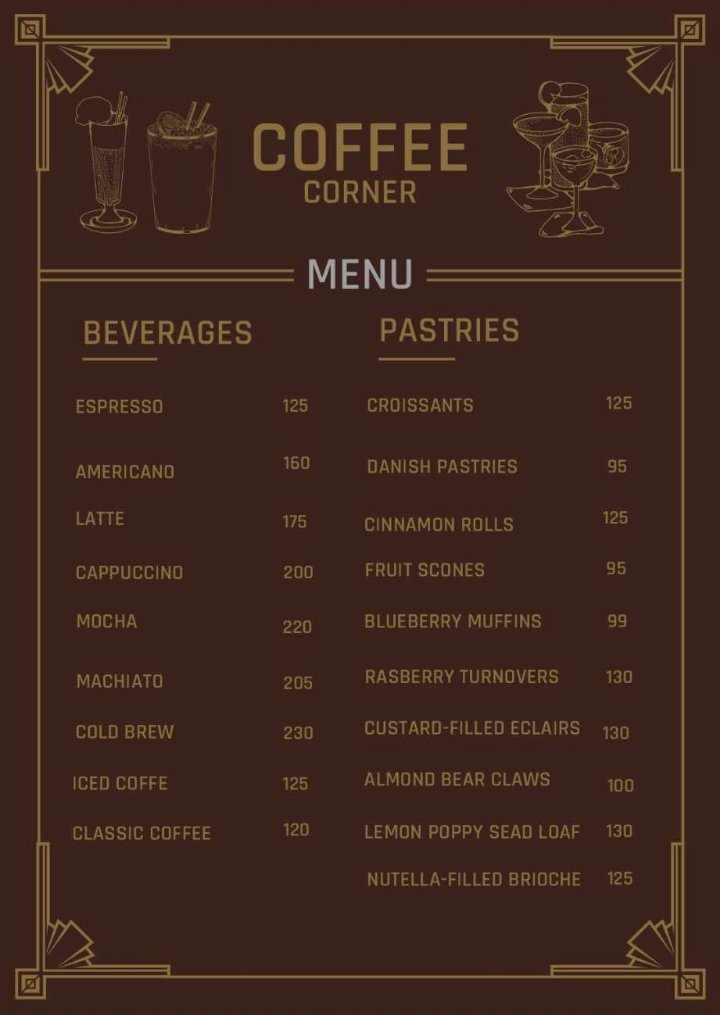 COFFEE
CORNER
MENU
BEVERAGES
ESPRESSO 125
AMERICANO 160
LATTE 175
CAPPUCCINO 200
MOCHA 220
MACHIATO 205
COLD BREW 230
ICED COFFE 125
CLASSIC COFFEE 120
PASTRIES
CROISSANTS 125
DANISH PASTRIES 95
CINNAMON ROLLS 125
FRUIT SCONES 95
BLUEBERRY MUFFINS 99
RASBERRY TURNOVERS 130
CUSTARD-FILLED ECLAIRS 130
ALMOND BEAR CLAWS 100
LEMON POPPY SEAD LOAF 130
NUTELLA-FILLED BRIOCHE 125